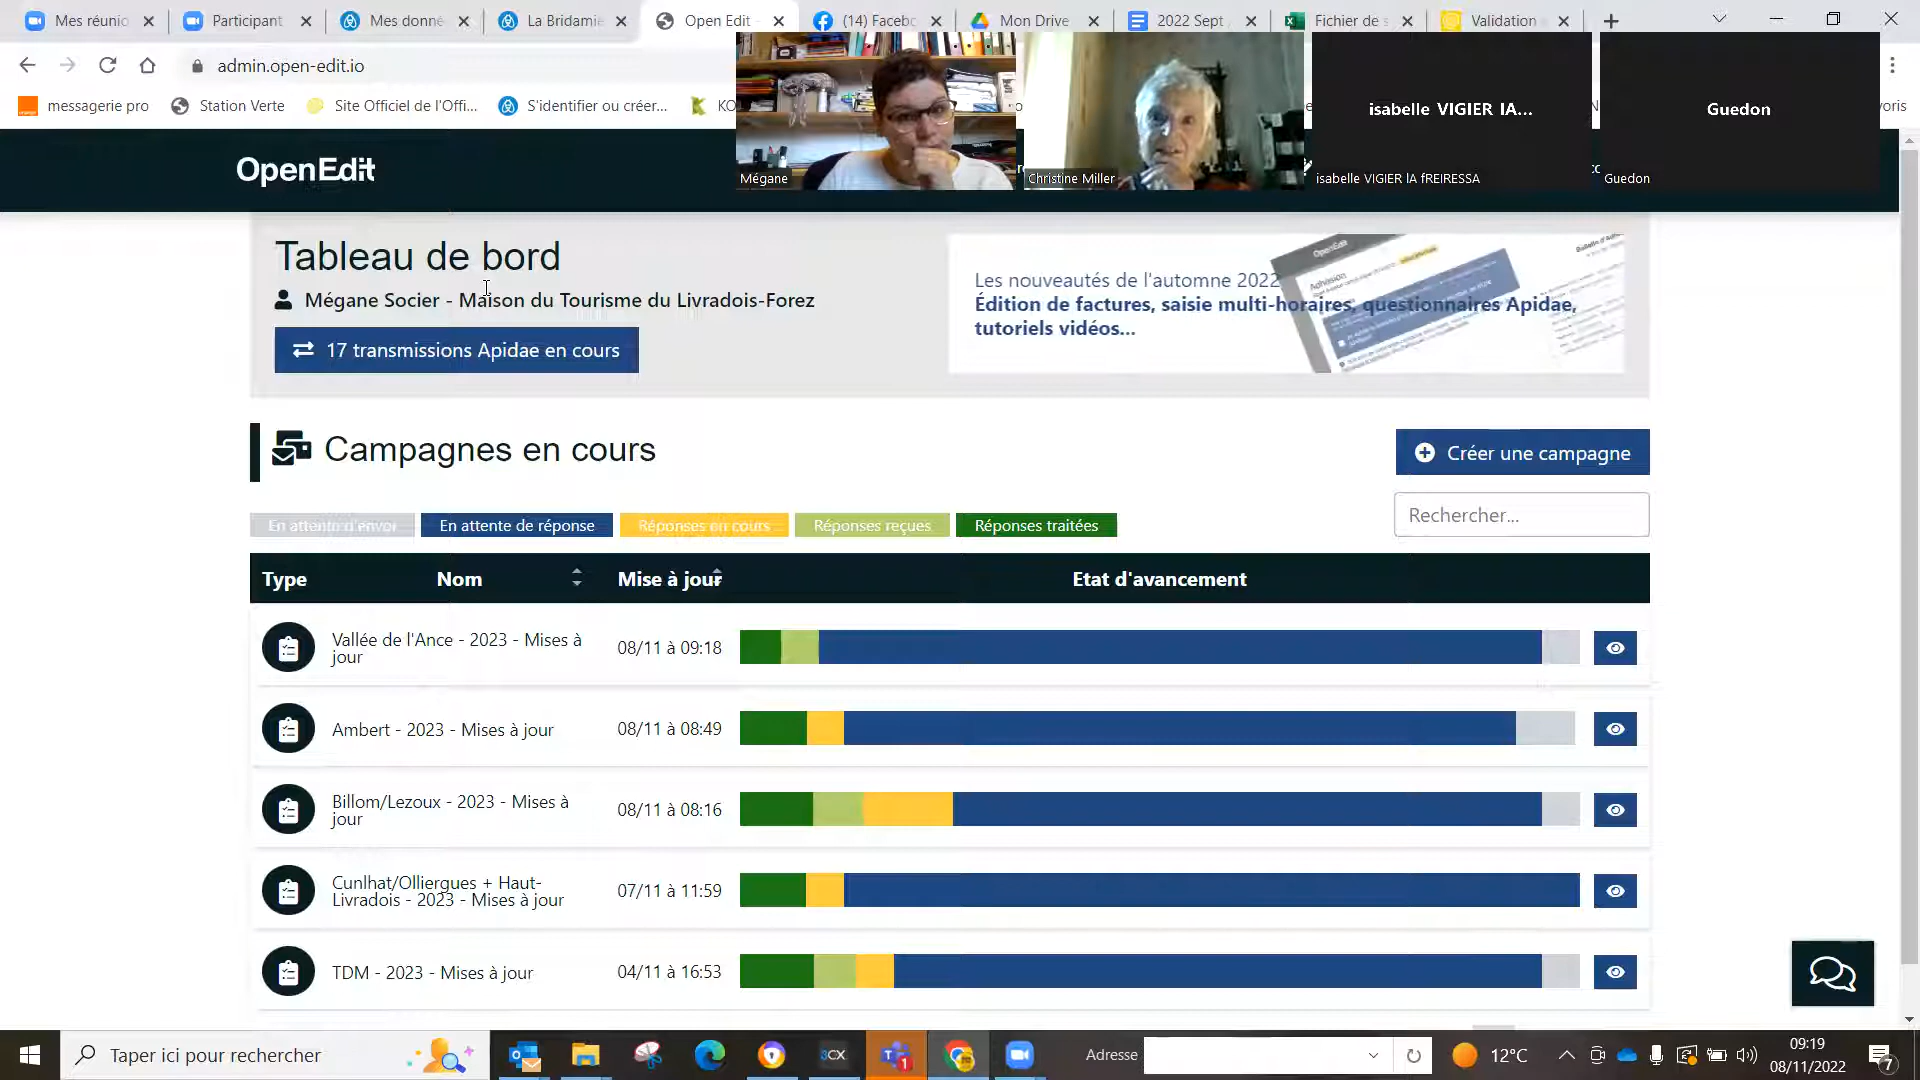 Mes réunio
Participant
Mes donné
La Bridamie
Open Edit -
(14) Facebc
Mon Drive
2022 Sept
Fichier de s
Validation
admin.open-edit.io
messagerie pro
Station Verte
Site Officiel de l'Offi...
S'identifier ou créer...
oris
Mégane
Christine Miller
isabelle VIGIER lA...
isabelle VIGIER lA fREIRESSA
Guedon
Guedon
OpenEdit
Tableau de bord
Mégane Socier - Maison du Tourisme du Livradois-Forez
17 transmissions Apidae en cours
Les nouveautés de l'automne 2022
Édition de factures, saisie multi-horaires, questionnaires Apidae,
tutoriels vidéos...
Campagnes en cours
Créer une campagne
En attente d'envoi
En attente de réponse
Réponses en cours
Réponses reçues
Réponses traitées
Rechercher...
Type
Nom
Mise à jour
Etat d'avancement
Vallée de l'Ance - 2023 - Mises à
jour
08/11 à 09:18
Ambert - 2023 - Mises à jour
08/11 à 08:49
Billom/Lezoux - 2023 - Mises à
jour
08/11 à 08:16
Cunlhat/Olliergues + Haut-
Livradois - 2023 - Mises à jour
07/11 à 11:59
TDM - 2023 - Mises à jour
04/11 à 16:53
Taper ici pour rechercher
3CX
1
Adresse
12°C
09:19
08/11/2022
7